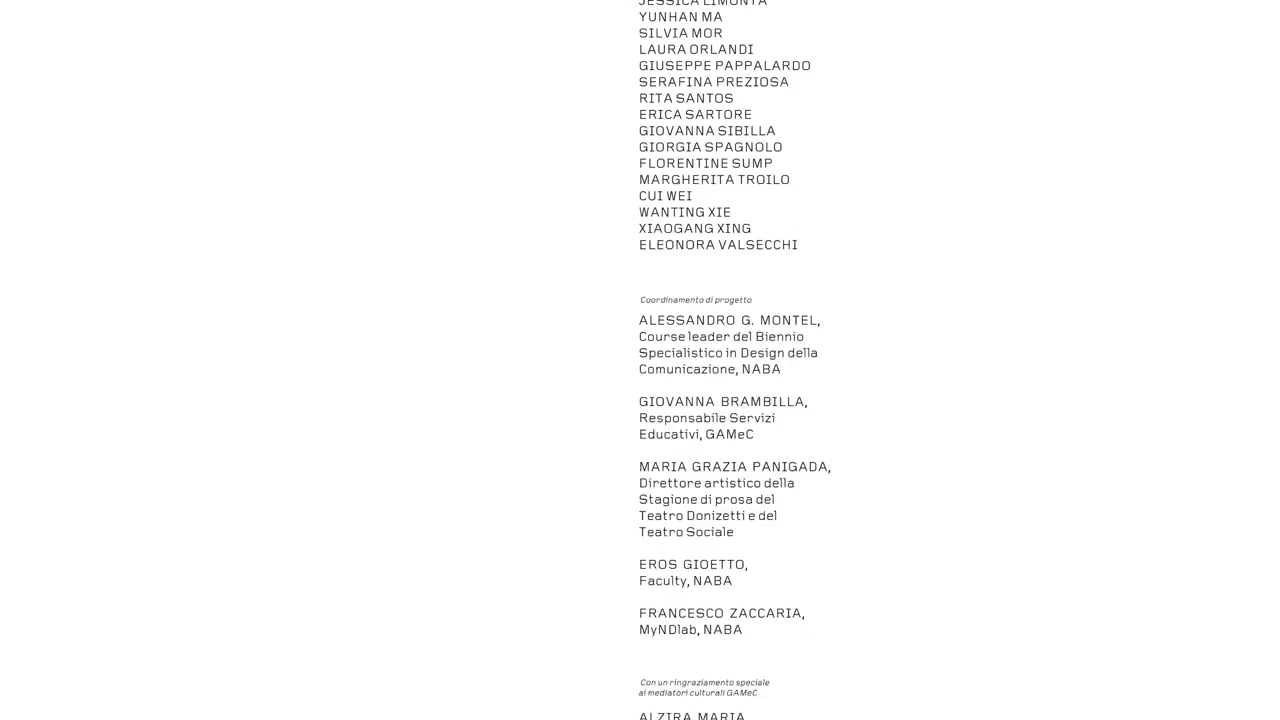 JESSICA LIMONTA
YUNHAN MA
SILVIA MOR
LAURA ORLANDI
GIUSEPPE PAPPALARDO
SERAFINA PREZIOSA
RITA SANTOS
ERICA SARTORE
GIOVANNA SIBILLA
GIORGIA SPAGNOLO
FLORENTINE SUMP
MARGHERITA TROILO
CUI WEI
WANTING XIE
XIAOGANG XING
ELEONORA VALSECCHI
Coordinamento di progetto
ALESSANDRO G. MONTEL,
Course leader del Biennio
Specialistico in Design della
Comunicazione, NABA
GIOVANNA BRAMBILLA,
Responsabile Servizi
Educativi, GAMeC
MARIA GRAZIA PANIGADA,
Direttore artistico della
Stagione di prosa del
Teatro Donizetti e del
Teatro Sociale
EROS GIOETTO,
Faculty, NABA
FRANCESCO ZACCARIA,
MyNDlab, NABA
Con un ringraziamento speciale
ai mediatori culturali GAMeC
ALZIRA MARIA